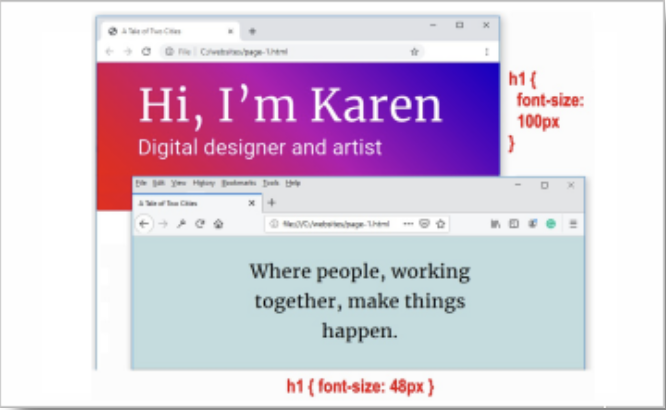 A Tale of Two Cities
File | C:/websites/page-1.html
Hi, I’m Karen
Digital designer and artist
h1 {
font-size:
100px
}
File Edit View History Bookmarks Tools Help
A Tale of Two Cities
file:///C:/websites/page-1.html
Where people, working
together, make things
happen.
h1 { font-size: 48px }